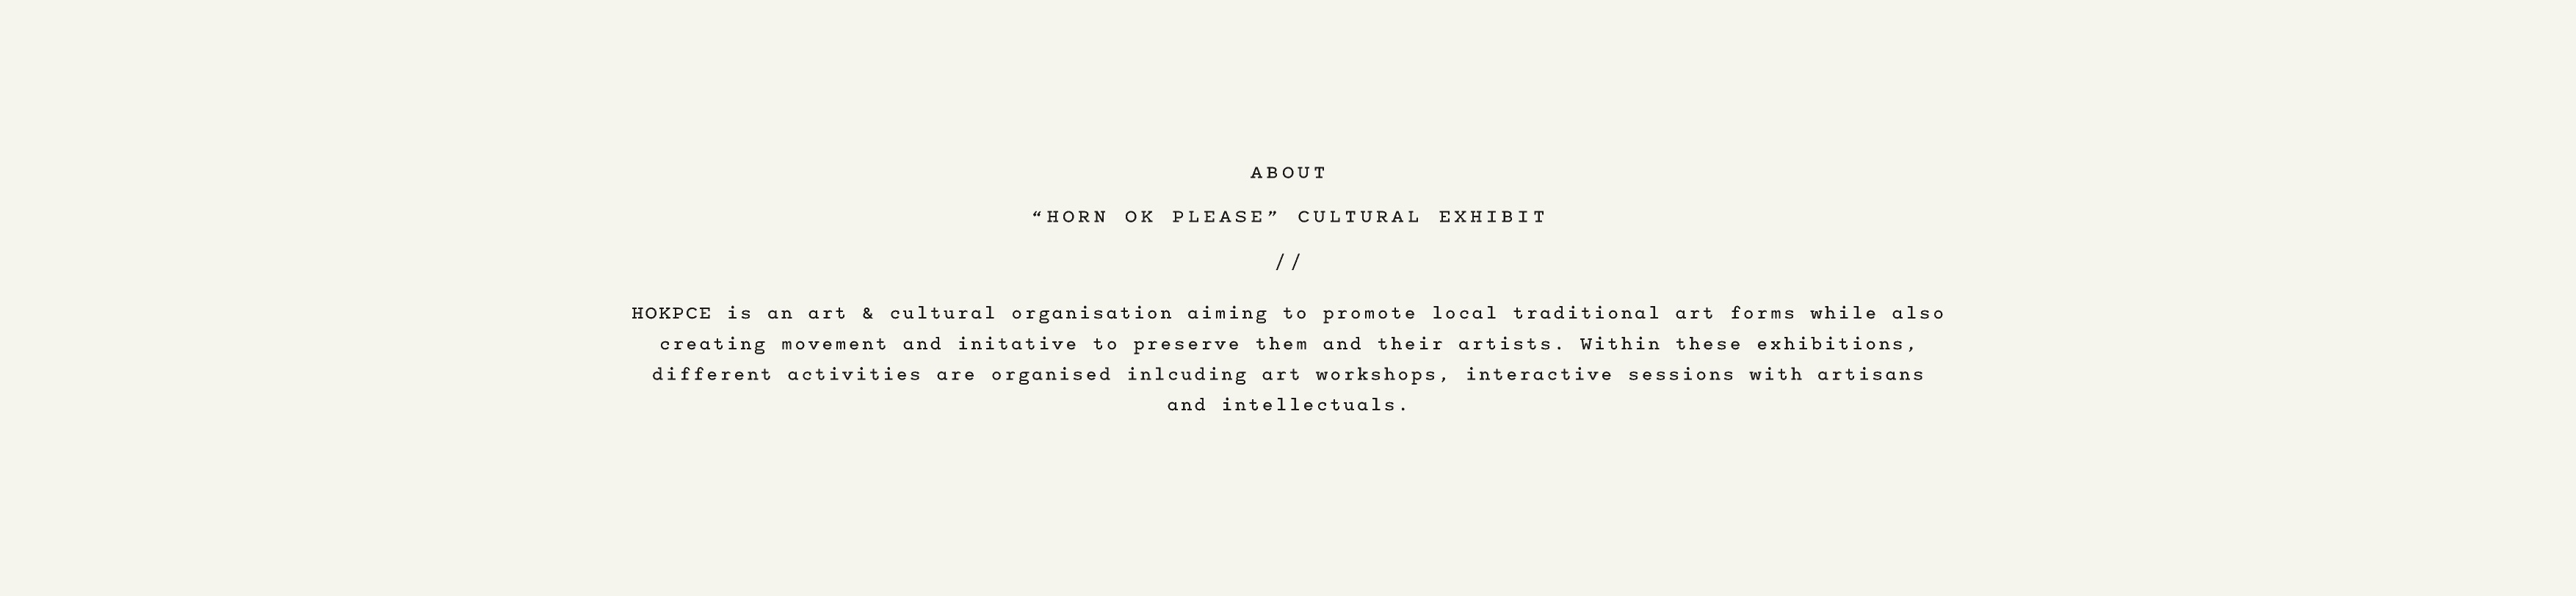 ABOUT
“HORN OK PLEASE” CULTURAL EXHIBIT
//
HOKPCE is an art & cultural organisation aiming to promote local traditional art forms while also
creating movement and initative to preserve them and their artists. Within these exhibitions,
different activities are organised inlcuding art workshops, interactive sessions with artisans
and intellectuals.